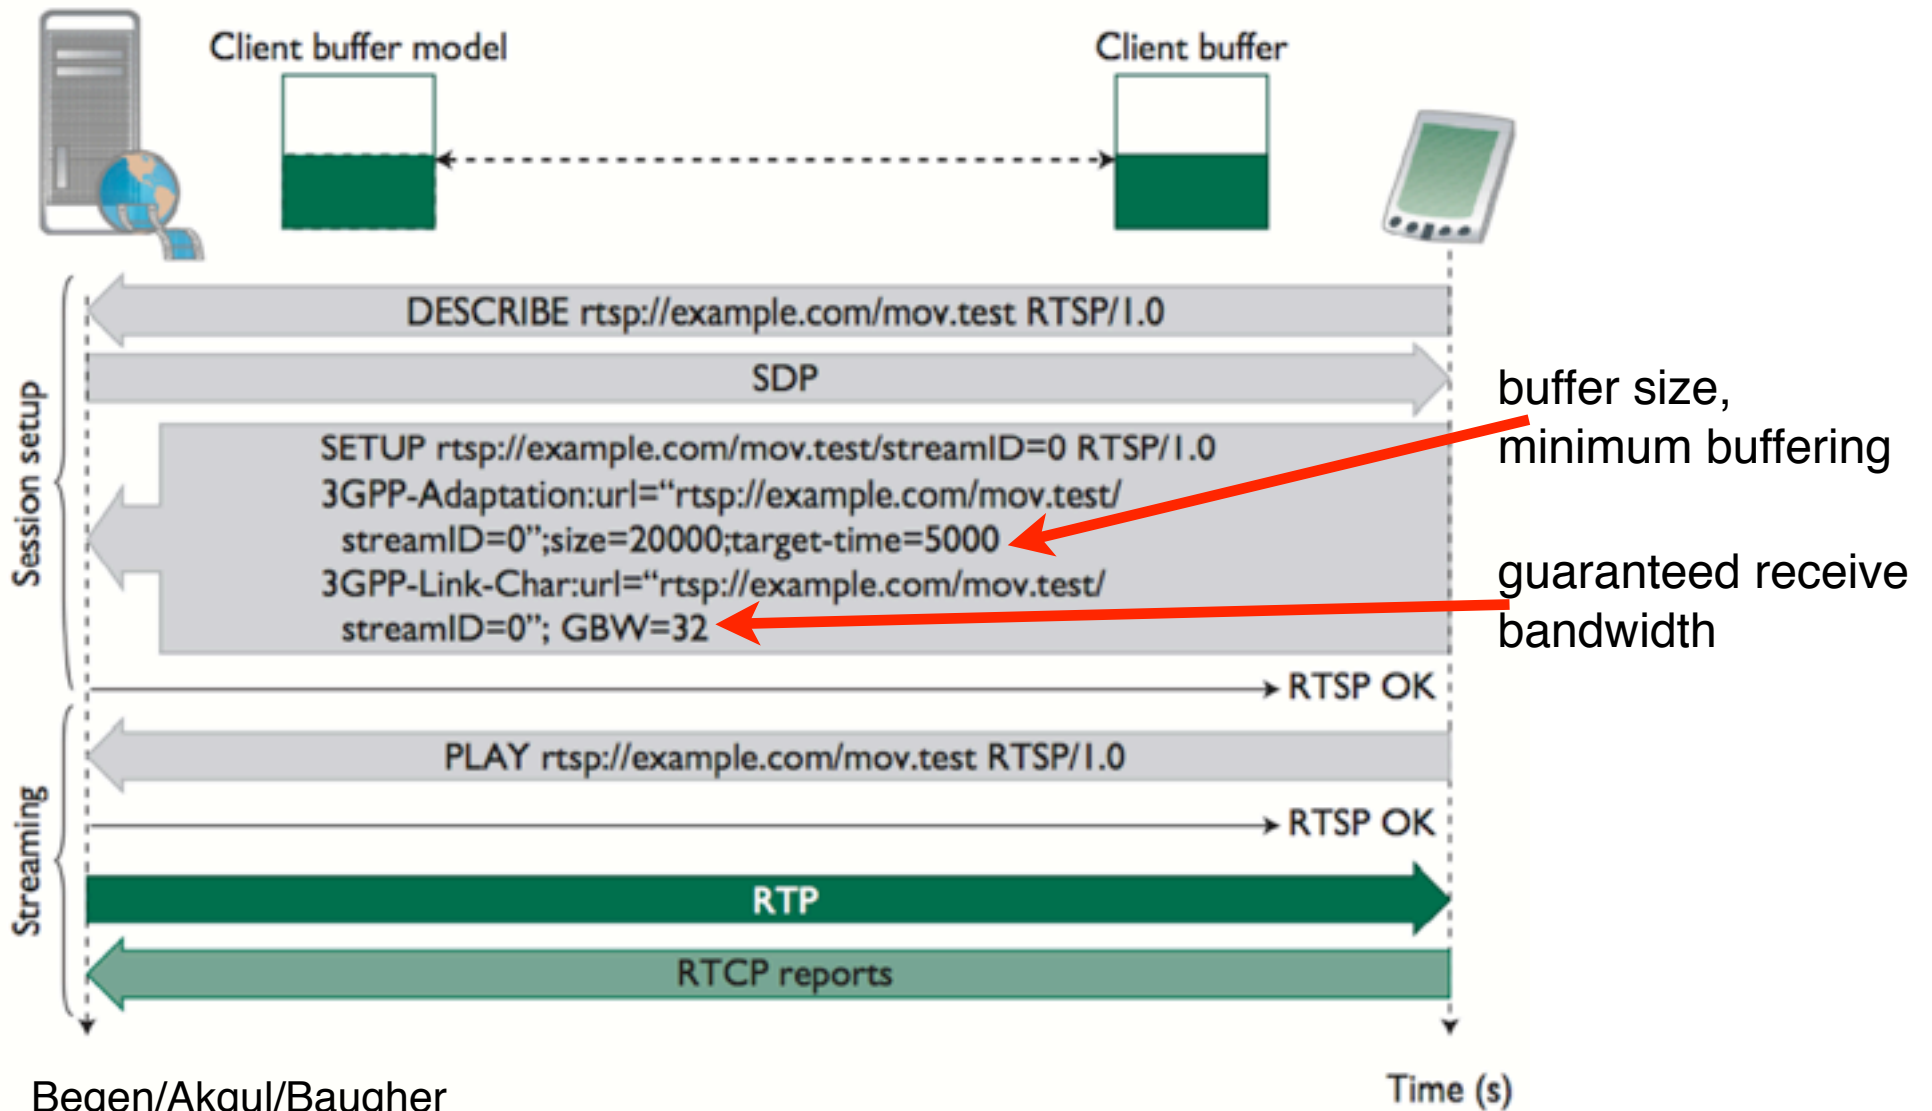 Client buffer model
Client buffer
Session setup
DESCRIBE rtsp://example.com/mov.test RTSP/1.0
SDP
SETUP rtsp://example.com/mov.test/streamID=0 RTSP/1.0
3GPP-Adaptation:url=“rtsp://example.com/mov.test/
streamID=0”;size=20000;target-time=5000
3GPP-Link-Char:url=“rtsp://example.com/mov.test/
streamID=0”; GBW=32
buffer size,
minimum buffering
guaranteed receive
bandwidth
RTSP OK
Streaming
PLAY rtsp://example.com/mov.test RTSP/1.0
RTSP OK
RTP
RTCP reports
Time (s)
Begen/Akgul/Baugher